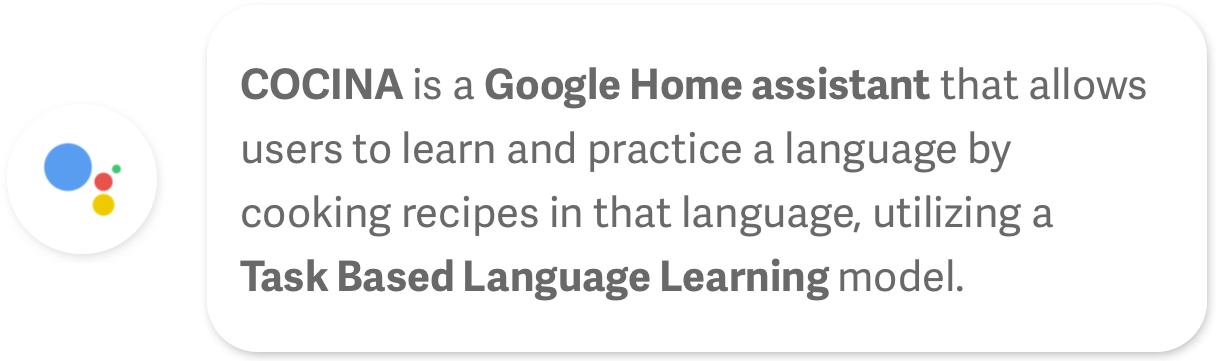 COCINA is a Google Home assistant that allows
users to learn and practice a language by
cooking recipes in that language, utilizing a
Task Based Language Learning model.